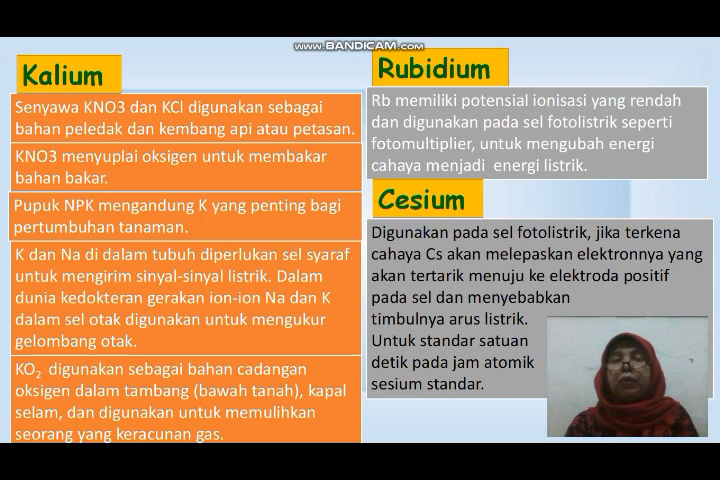 www.BANDICAM.com
Kalium
Senyawa KNO3 dan KCl digunakan sebagai
bahan peledak dan kembang api atau petasan.
KNO3 menyuplai oksigen untuk membakar
bahan bakar.
Pupuk NPK mengandung K yang penting bagi
pertumbuhan tanaman.
K dan Na di dalam tubuh diperlukan sel syaraf
untuk mengirim sinyal-sinyal listrik. Dalam
dunia kedokteran gerakan ion-ion Na dan K
dalam sel otak digunakan untuk mengukur
gelombang otak.
KO₂ digunakan sebagai bahan cadangan
oksigen dalam tambang (bawah tanah), kapal
selam, dan digunakan untuk memulihkan
seorang yang keracunan gas.
Rubidium
Rb memiliki potensial ionisasi yang rendah
dan digunakan pada sel fotolistrik seperti
fotomultiplier, untuk mengubah energi
cahaya menjadi energi listrik.
Cesium
Digunakan pada sel fotolistrik, jika terkena
cahaya Cs akan melepaskan elektronnya yang
akan tertarik menuju ke elektroda positif
pada sel dan menyebabkan
timbulnya arus listrik.
Untuk standar satuan
detik pada jam atomik
sesium standar.